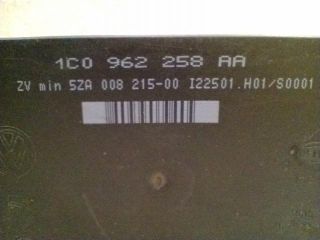 1C0 962 258 AA
ZV min 5ZA 008 215-00 I22501.H01/S0001